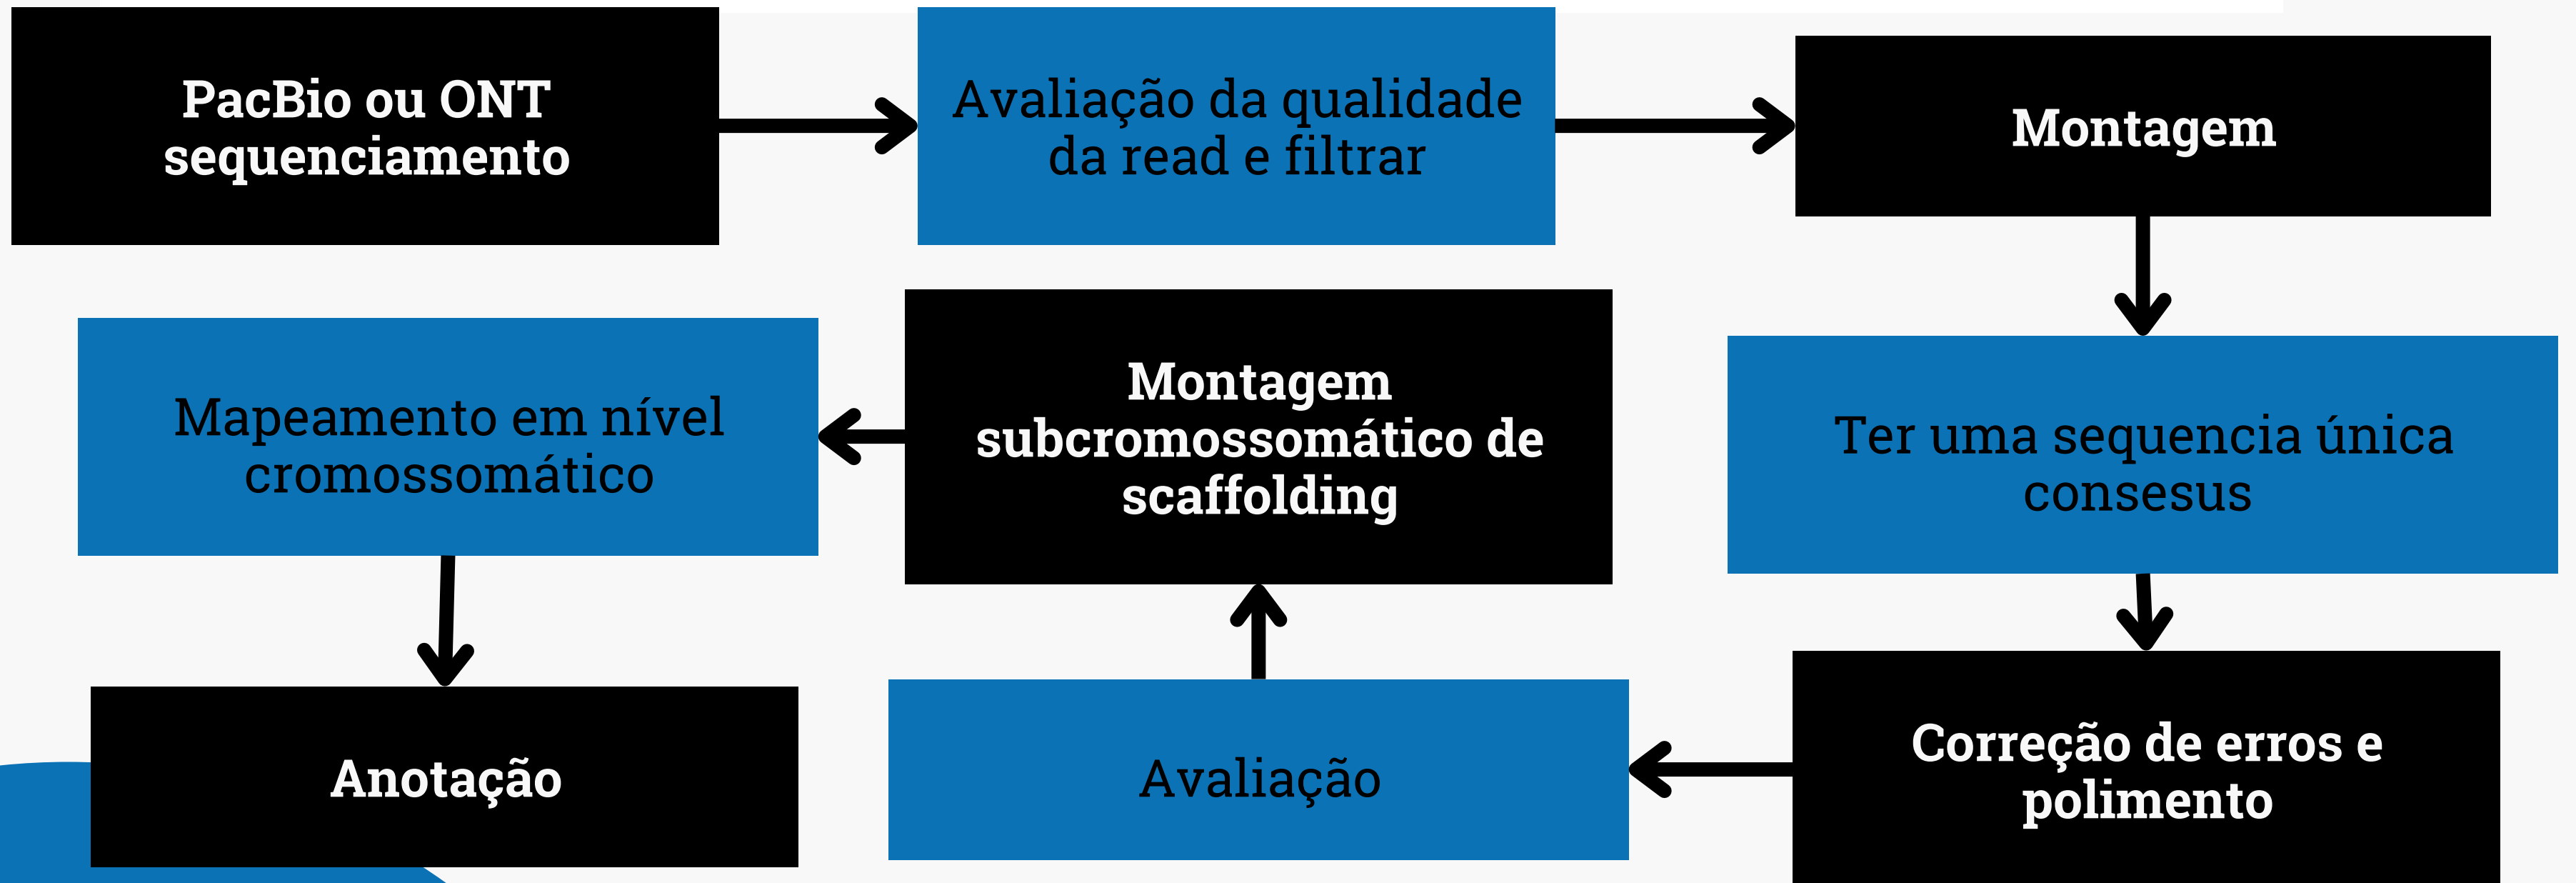 PacBio ou ONT
sequenciamento
Avaliação da qualidade
da read e filtrar
Montagem
Ter uma sequencia única
consesus
Correção de erros e
polimento
Avaliação
Montagem
subcromossomático de
scaffolding
Mapeamento em nível
cromossomático
Anotação